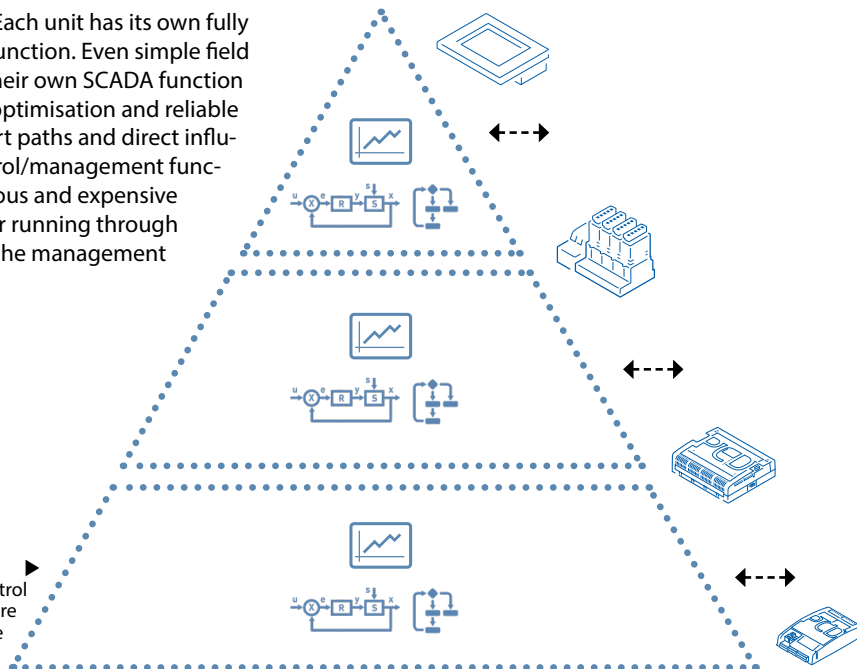 Each unit has its own fully
unction. Even simple field
heir own SCADA function
optimisation and reliable
rt paths and direct influ-
rol/management func-
ous and expensive
r running through
he management
u e R y s S x
u e R y s S x
u e R y s S x
trol
re
e